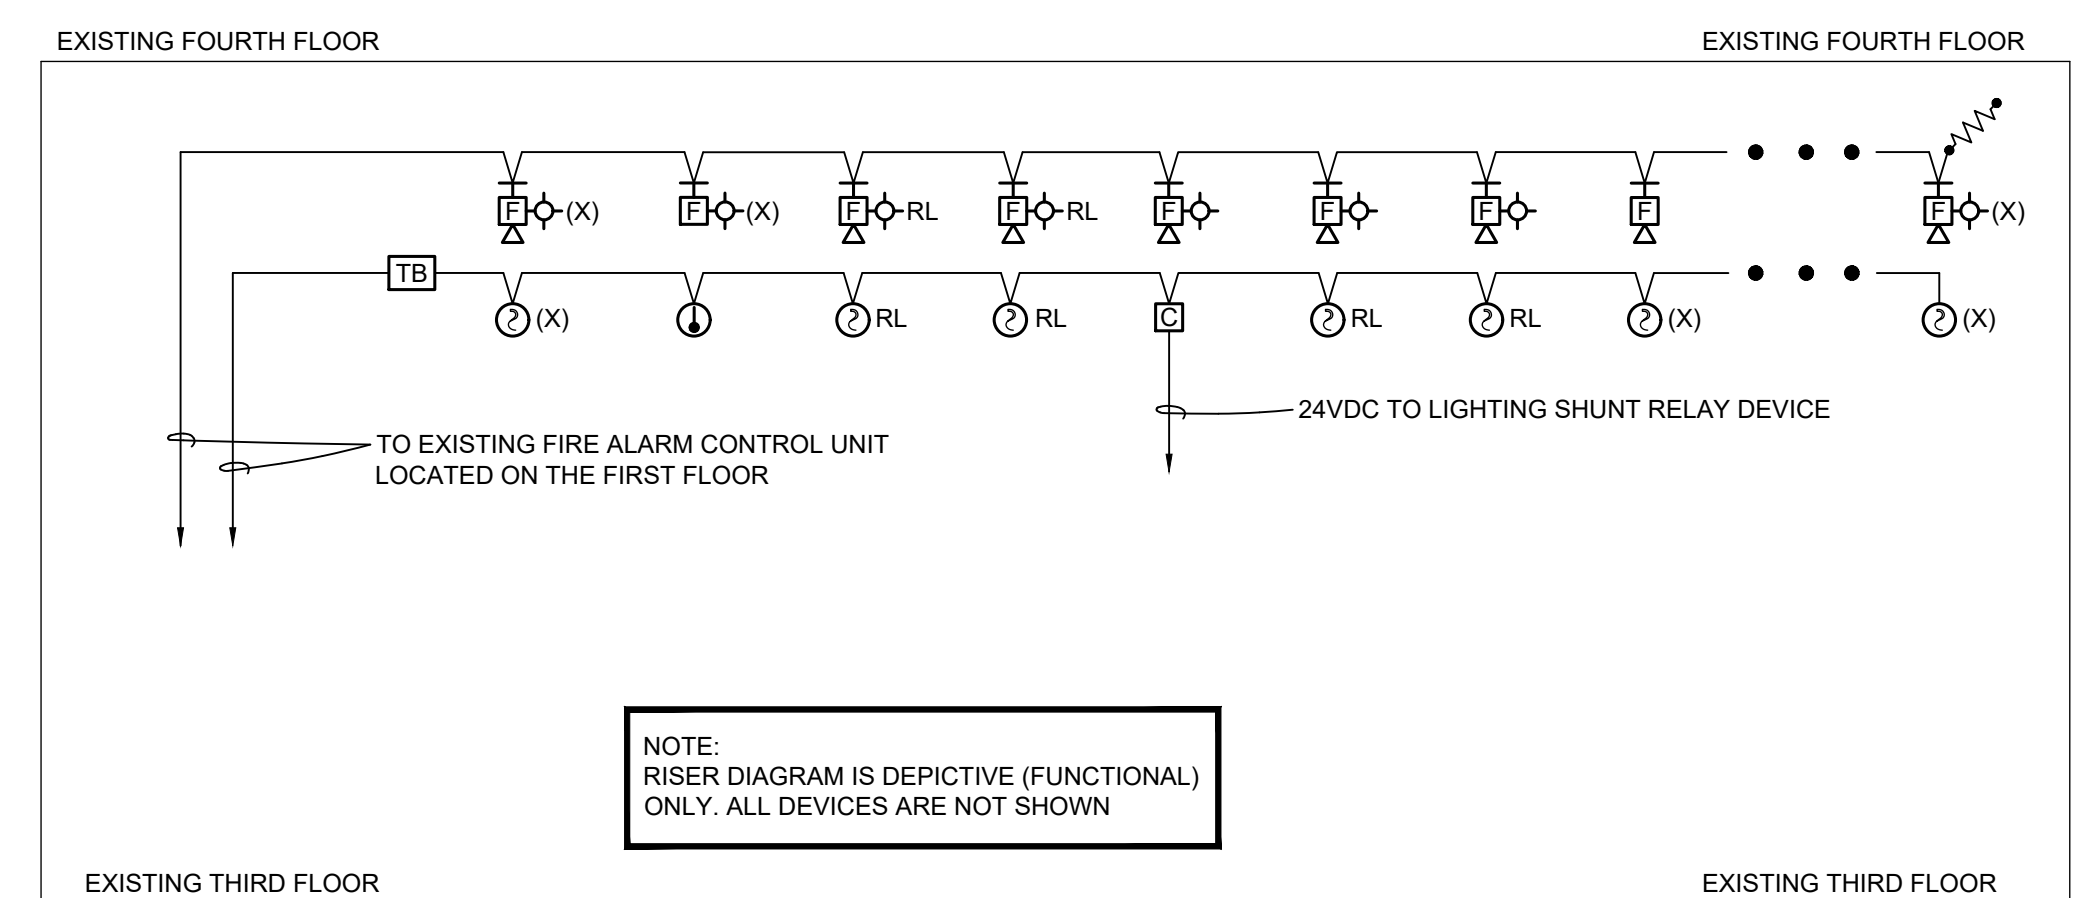 EXISTING FOURTH FLOOR EXISTING FOURTH FLOOR
F (X) F (X) F RL F RL F F F F F (X)
TB
(X) RL RL C RL RL (X) (X)
24VDC TO LIGHTING SHUNT RELAY DEVICE
TO EXISTING FIRE ALARM CONTROL UNIT
LOCATED ON THE FIRST FLOOR
NOTE:
RISER DIAGRAM IS DEPICTIVE (FUNCTIONAL)
ONLY. ALL DEVICES ARE NOT SHOWN
EXISTING THIRD FLOOR EXISTING THIRD FLOOR